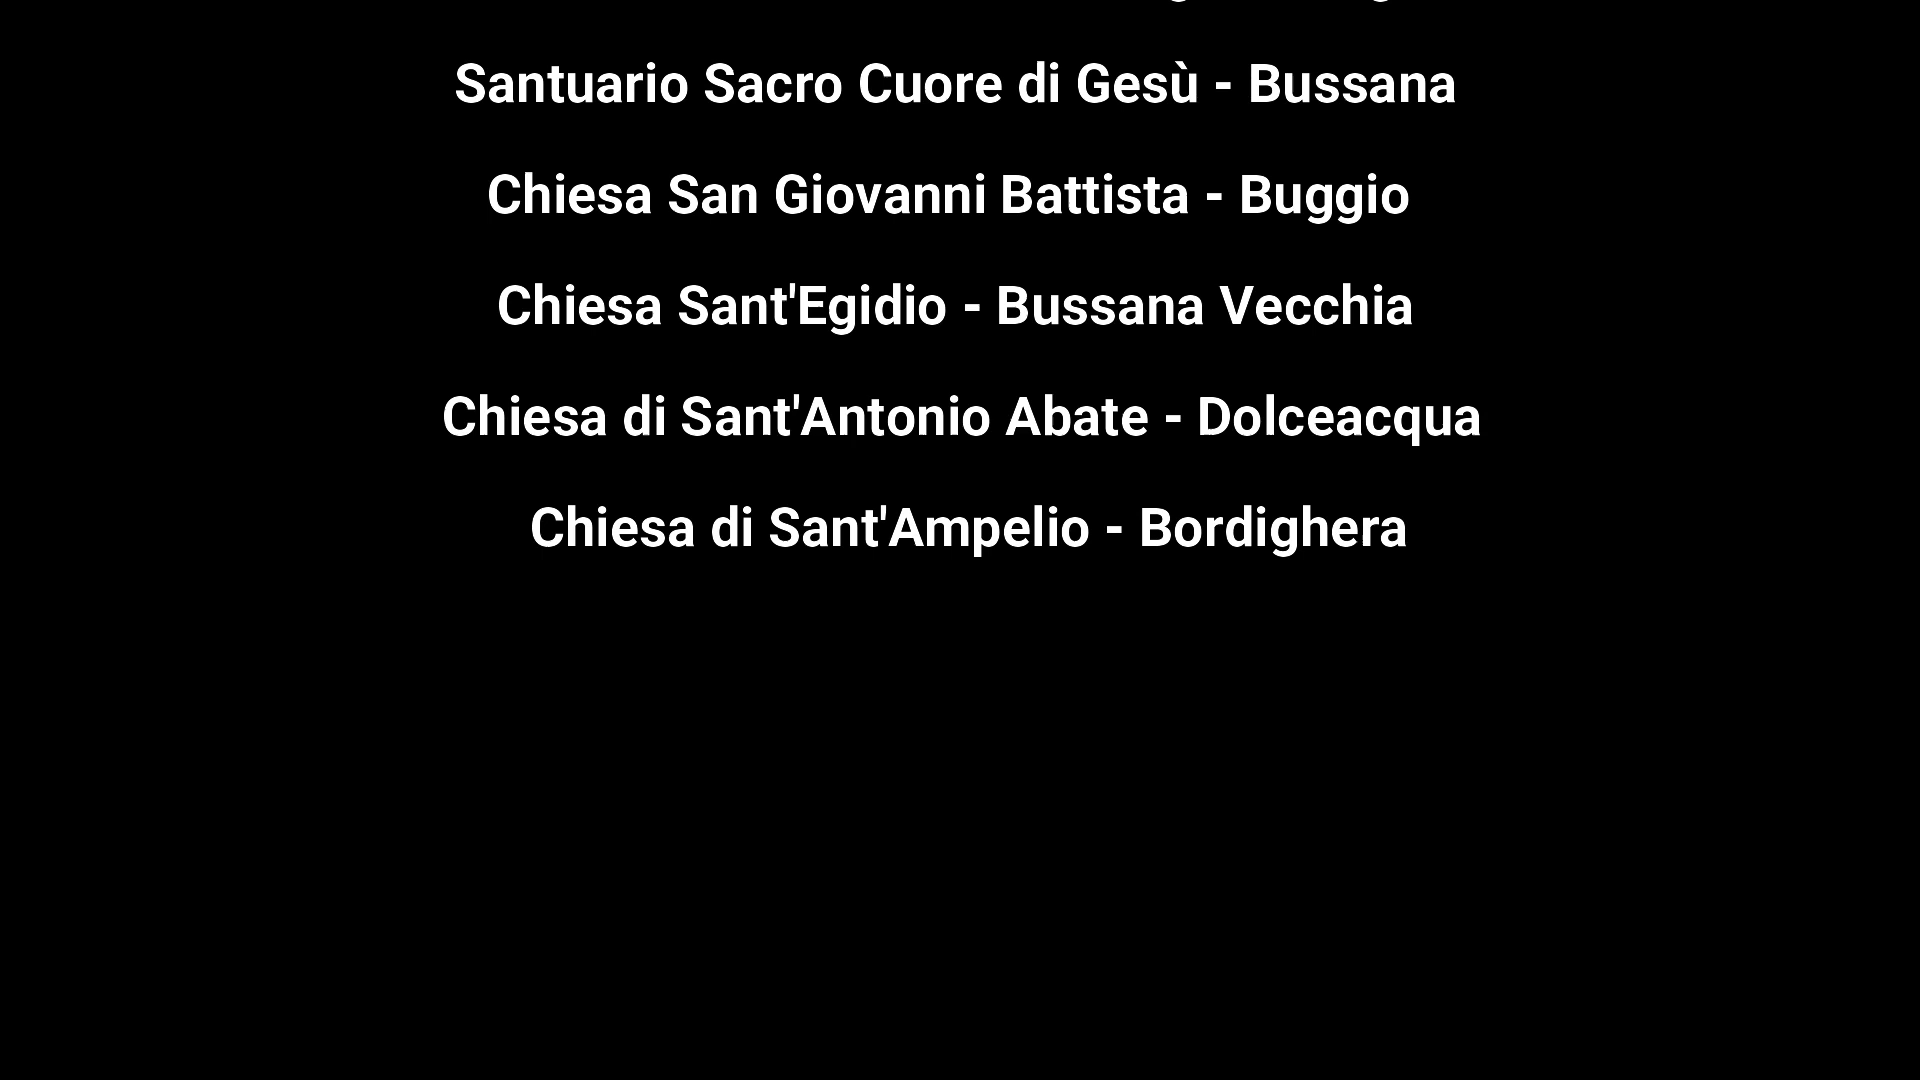 Santuario Sacro Cuore di Gesù - Bussana
Chiesa San Giovanni Battista - Buggio
Chiesa Sant'Egidio - Bussana Vecchia
Chiesa di Sant'Antonio Abate - Dolceacqua
Chiesa di Sant'Ampelio - Bordighera